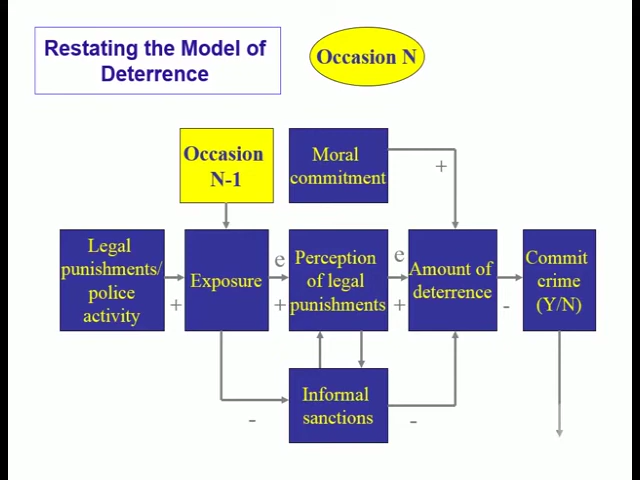 Restating the Model of
Deterrence
Occasion N
Occasion
N-1
Moral
commitment
+
Legal
punishments/
police
activity
+
Exposure
e
+
Perception
of legal
punishments
e
+
Amount of
deterrence
-
Commit
crime
(Y/N)
-
Informal
sanctions
-